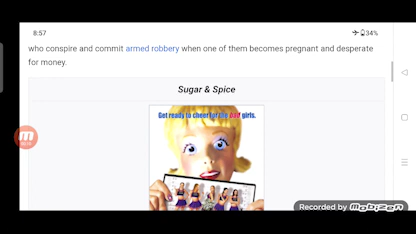 8:57
34%
who conspire and commit armed robbery when one of them becomes pregnant and desperate
for money.
Sugar & Spice
Get ready to cheer for the bad girls.
Recorded by Mobizen